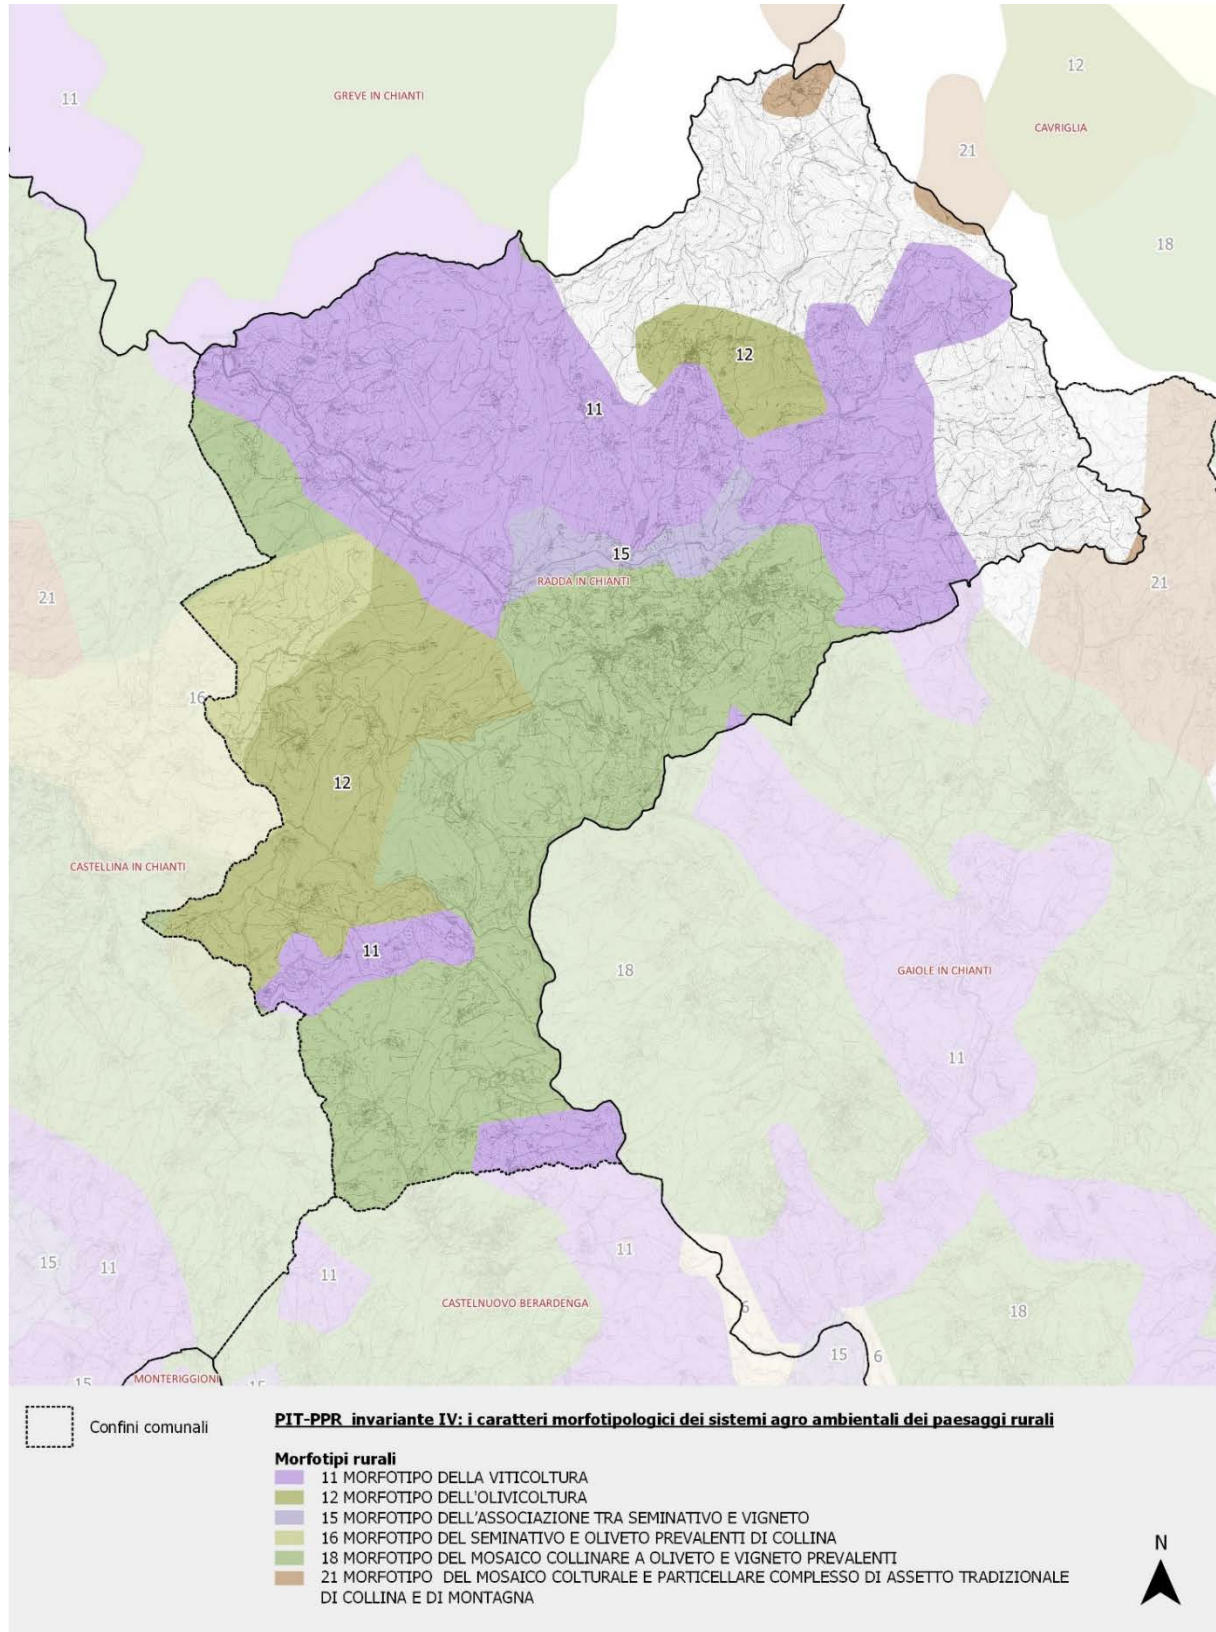 12
11
GREVE IN CHIANTI
CAVRIGLIA
21
18
12
11
15
RADDA IN CHIANTI
21
21
16
12
CASTELLINA IN CHIANTI
11
18
GAIOLE IN CHIANTI
11
11
15
11
11
CASTELNUOVO BERARDENGA
6
18
15
6
MONTERIGGIONI
15
15
Confini comunali
PIT-PPR invariante IV: i caratteri morfotipologici dei sistemi agro ambientali dei paesaggi rurali
Morfotipi rurali
11 MORFOTIPO DELLA VITICOLTURA
12 MORFOTIPO DELL'OLIVICOLTURA
15 MORFOTIPO DELL'ASSOCIAZIONE TRA SEMINATIVO E VIGNETO
16 MORFOTIPO DEL SEMINATIVO E OLIVETO PREVALENTI DI COLLINA
18 MORFOTIPO DEL MOSAICO COLLINARE A OLIVETO E VIGNETO PREVALENTI
21 MORFOTIPO DEL MOSAICO COLTURALE E PARTICELLARE COMPLESSO DI ASSETTO TRADIZIONALE
DI COLLINA E DI MONTAGNA
N